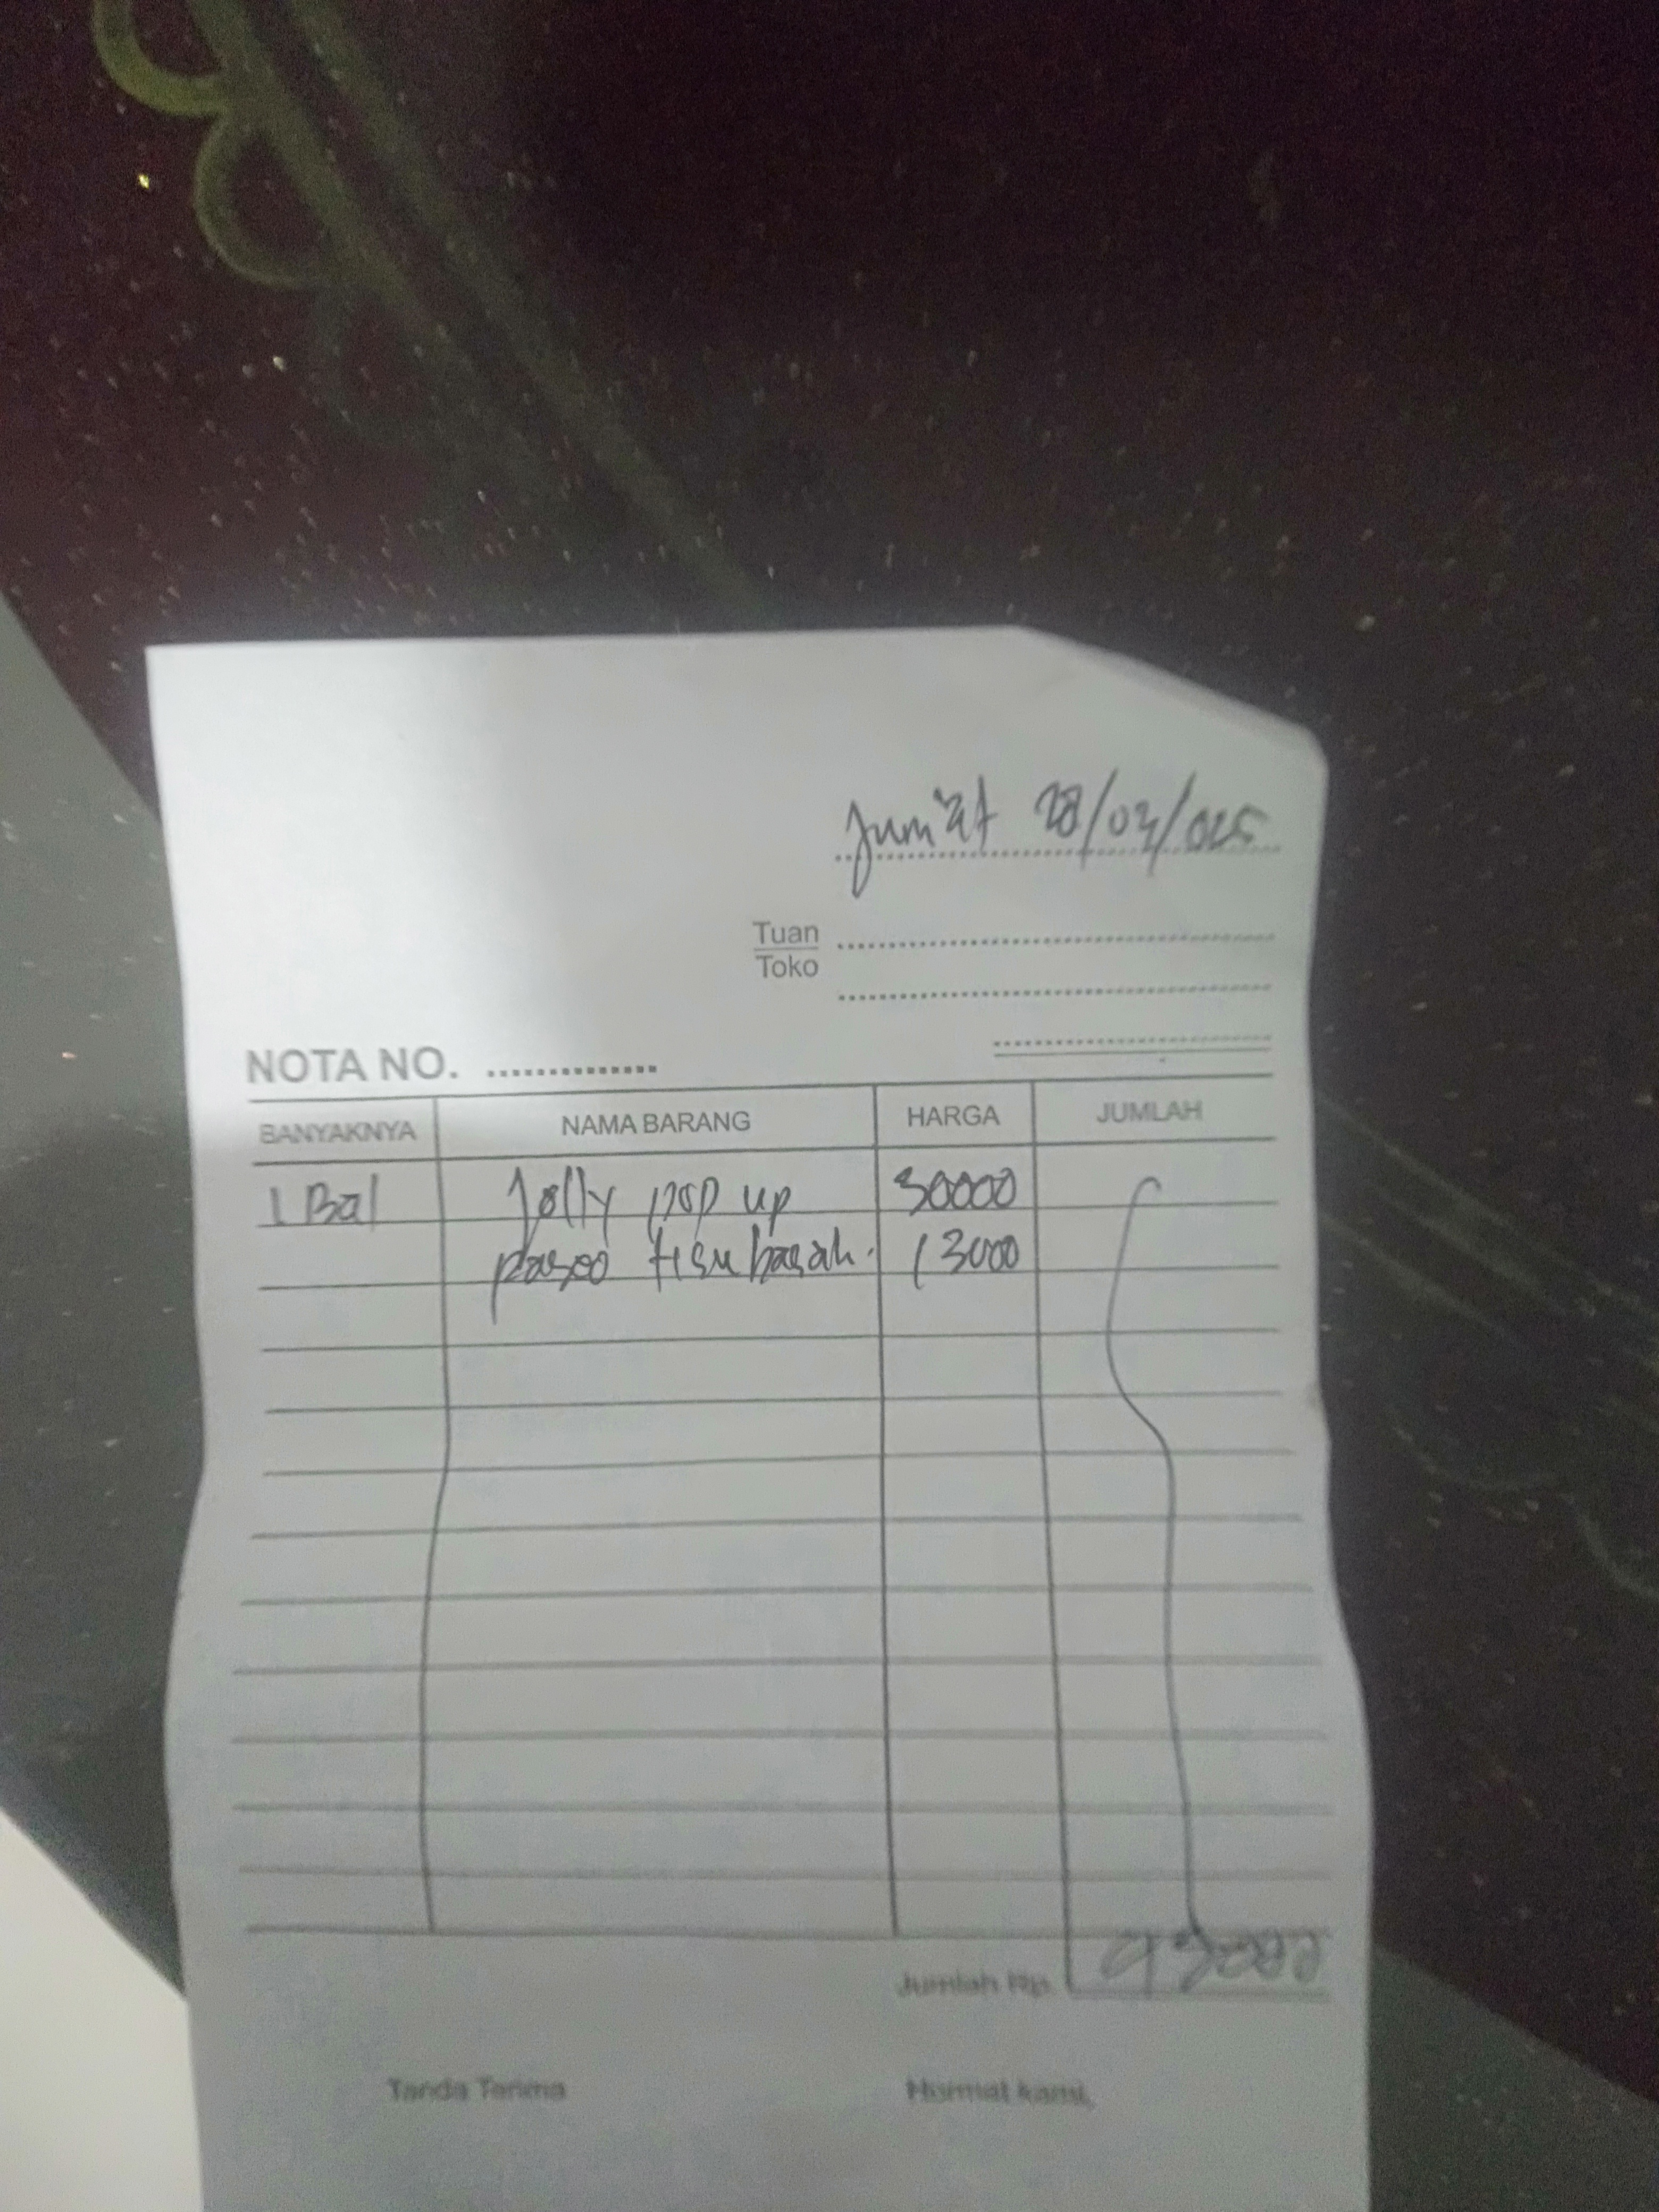 Jum'at 28/03/025
Tuan
Toko
NOTA NO. ..............
BANYAKNYA NAMA BARANG HARGA JUMLAH
1 Bal Jolly pop up 30000
paseo tisu basah. 13000
Jumlah Rp. 43000
Tanda Terima Hormat kami,